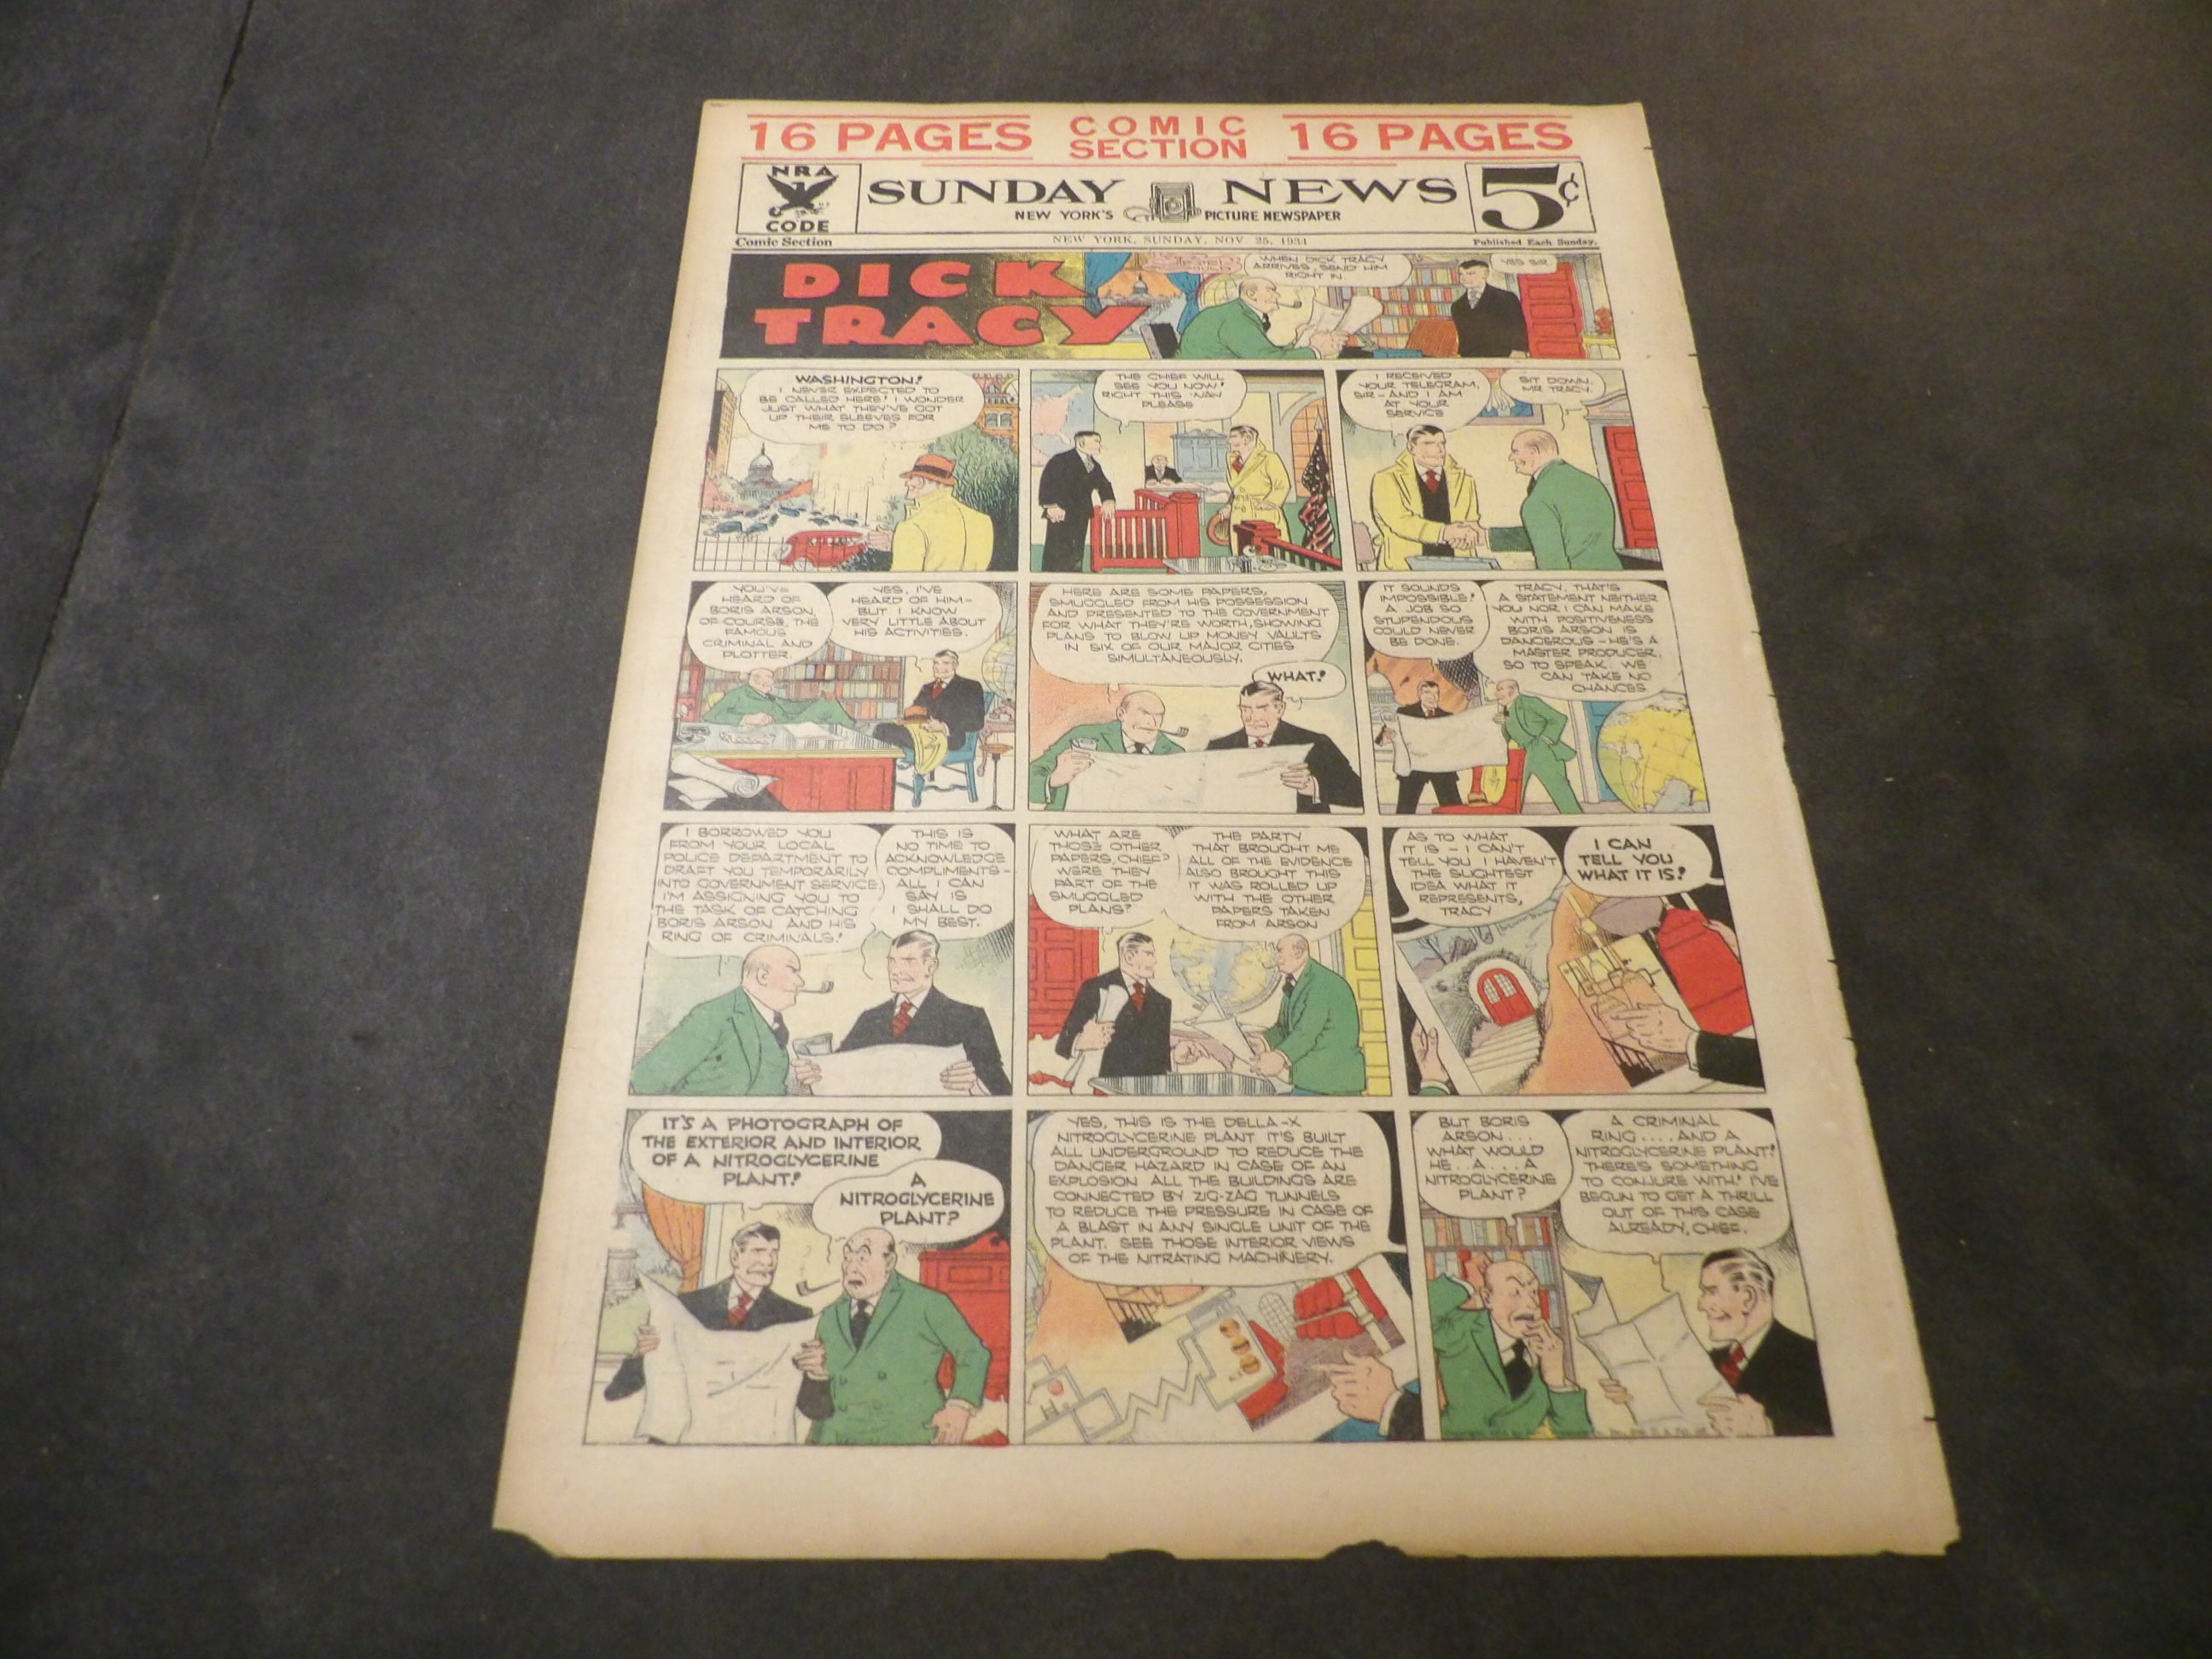 16 PAGES
COMIC
SECTION
16 PAGES
NRA
CODE
SUNDAY NEWS
NEW YORK'S PICTURE NEWSPAPER
5¢
Comic Section
NEW YORK, SUNDAY, NOV. 25, 1934
Published Each Sunday.
DICK
TRACY
WHEN DICK TRACY
ARRIVES, SEND HIM
RIGHT IN.
YES SIR.
WASHINGTON!
I NEVER EXPECTED TO
BE CALLED HERE! I WONDER
JUST WHAT THEY'VE GOT
UP THEIR SLEEVES FOR
ME TO DO?
THE CHIEF WILL
SEE YOU NOW!
RIGHT THIS WAY
PLEASE
I RECEIVED
YOUR TELEGRAM,
SIR - AND I AM
AT YOUR
SERVICE
SIT DOWN,
MR TRACY.
YOU'VE
HEARD OF
BORIS ARSON,
OF COURSE, THE
FAMOUS
CRIMINAL AND
PLOTTER.
YES, I'VE
HEARD OF HIM -
BUT I KNOW
VERY LITTLE ABOUT
HIS ACTIVITIES.
HERE ARE SOME PAPERS,
SMUGGLED FROM HIS POSSESSION
AND PRESENTED TO THE GOVERNMENT
FOR WHAT THEY'RE WORTH, SHOWING
PLANS TO BLOW UP MONEY VAULTS
IN SIX OF OUR MAJOR CITIES
SIMULTANEOUSLY.
WHAT!
IT SOUNDS
IMPOSSIBLE!
A JOB SO
STUPENDOUS
COULD NEVER
BE DONE.
TRACY, THAT'S
A STATEMENT NEITHER
YOU NOR I CAN MAKE
WITH POSITIVENESS
BORIS ARSON IS
DANGEROUS - HE'S A
MASTER PRODUCER,
SO TO SPEAK. WE
CAN TAKE NO
CHANCES
I BORROWED YOU
FROM YOUR LOCAL
POLICE DEPARTMENT TO
DRAFT YOU TEMPORARILY
INTO GOVERNMENT SERVICE.
I'M ASSIGNING YOU TO
THE TASK OF CATCHING
BORIS ARSON AND HIS
RING OF CRIMINALS!
THIS IS
NO TIME TO
ACKNOWLEDGE
COMPLIMENTS -
ALL I CAN
SAY IS
I SHALL DO
MY BEST.
WHAT ARE
THOSE OTHER
PAPERS, CHIEF?
WERE THEY
PART OF THE
SMUGGLED
PLANS?
THE PARTY
THAT BROUGHT ME
ALL OF THE EVIDENCE
ALSO BROUGHT THIS
IT WAS ROLLED UP
WITH THE OTHER
PAPERS TAKEN
FROM ARSON
AS TO WHAT
IT IS - I CAN'T
TELL YOU I HAVEN'T
THE SLIGHTEST
IDEA WHAT IT
REPRESENTS,
TRACY
I CAN
TELL YOU
WHAT IT IS!
IT'S A PHOTOGRAPH OF
THE EXTERIOR AND INTERIOR
OF A NITROGLYCERINE
PLANT!
A
NITROGLYCERINE
PLANT?
YES, THIS IS THE DELLA-X
NITROGLYCERINE PLANT IT'S BUILT
ALL UNDERGROUND TO REDUCE THE
DANGER HAZARD IN CASE OF AN
EXPLOSION ALL THE BUILDINGS ARE
CONNECTED BY ZIG-ZAG TUNNELS
TO REDUCE THE PRESSURE IN CASE OF
A BLAST IN ANY SINGLE UNIT OF THE
PLANT. SEE THOSE INTERIOR VIEWS
OF THE NITRATING MACHINERY.
BUT BORIS
ARSON...
WHAT WOULD
HE..A....A
NITROGLYCERINE
PLANT?
A CRIMINAL
RING....AND A
NITROGLYCERINE PLANT!
THERE'S SOMETHING
TO CONJURE WITH! I'VE
BEGUN TO GET A THRILL
OUT OF THIS CASE
ALREADY, CHIEF.